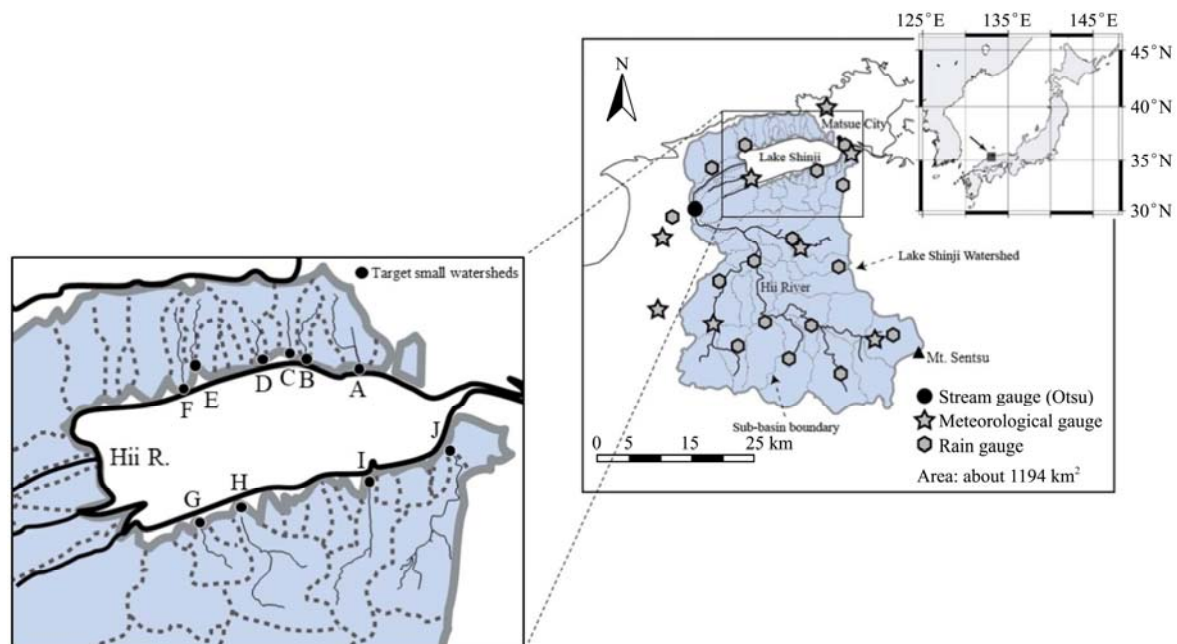 125°E 135°E 145°E
45°N
40°N
35°N
30°N
N
Matsue City
Lake Shinji
Lake Shinji Watershed
Hii River
Mt. Sentsu
Sub-basin boundary
Stream gauge (Otsu)
Meteorological gauge
Rain gauge
Area: about 1194 km²
0 5 15 25 km
Target small watersheds
F E D C B A
Hii R.
G H I J